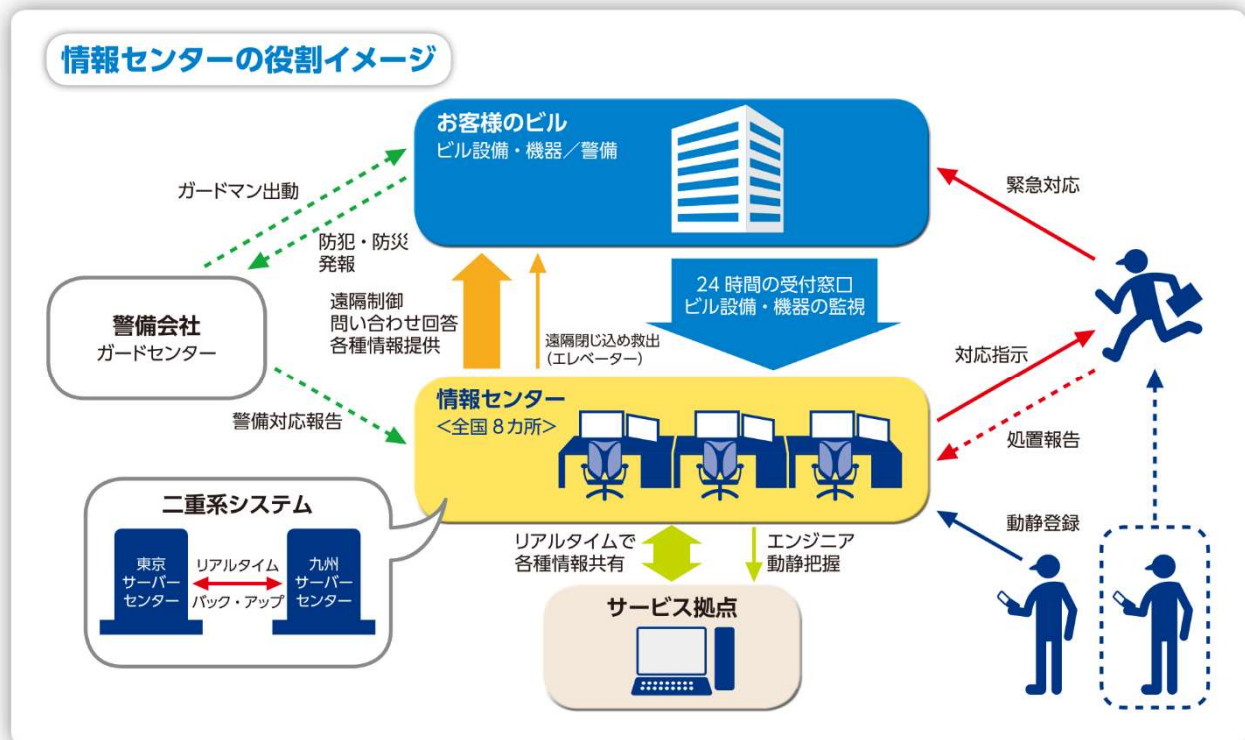 情報センターの役割イメージ
お客様のビル
ビル設備・機器／警備
ガードマン出動
緊急対応
防犯・防災
発報
24時間の受付窓口
ビル設備・機器の監視
遠隔制御
問い合わせ回答
各種情報提供
遠隔閉じ込め救出
(エレベーター)
警備会社
ガードセンター
対応指示
情報センター
＜全国8カ所＞
警備対応報告
処置報告
二重系システム
東京
サーバー
センター
リアルタイム
バック・アップ
九州
サーバー
センター
リアルタイムで
各種情報共有
エンジニア
動静把握
動静登録
サービス拠点